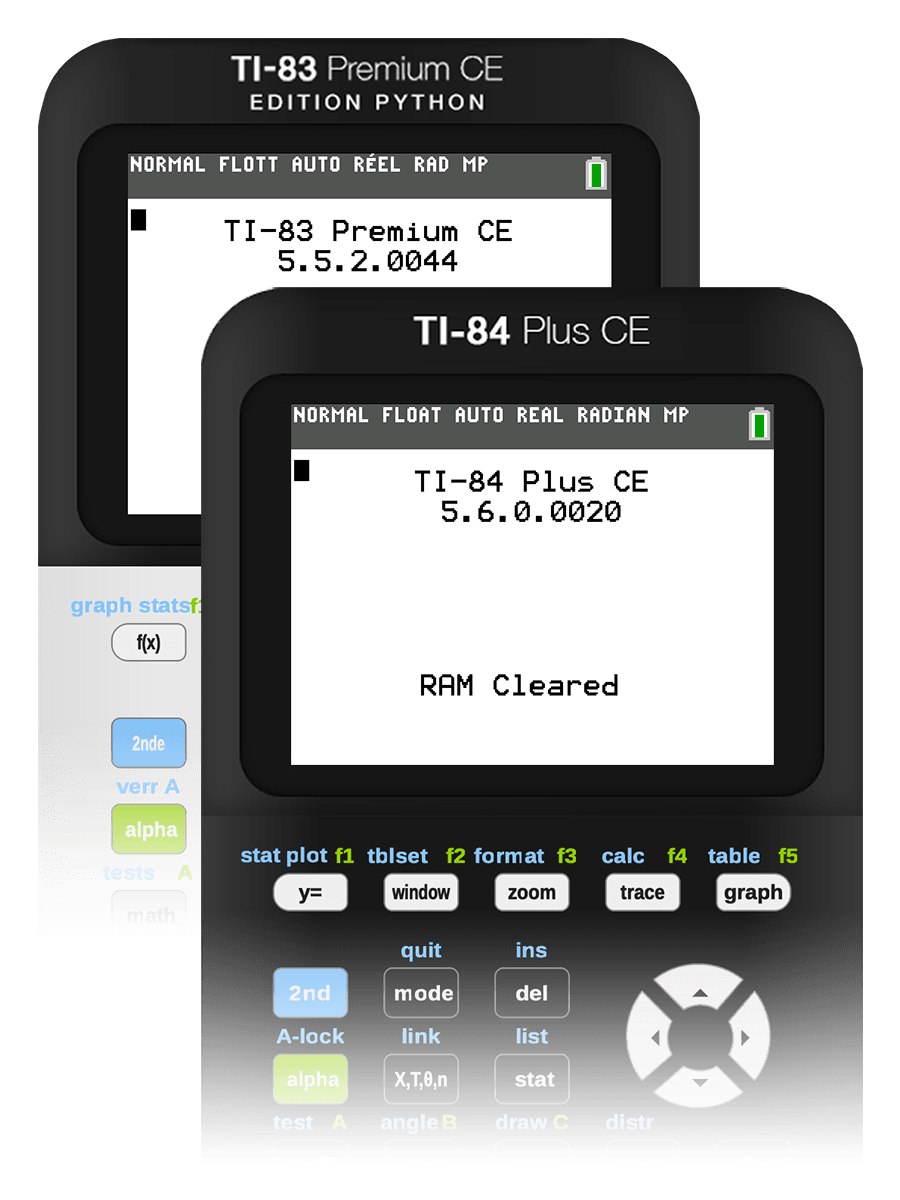 TI-83 Premium CE
EDITION PYTHON
NORMAL FLOTT AUTO RÉEL RAD MP
TI-83 Premium CE
5.5.2.0044
graph stats f1
f(x)
2nde
verr A
alpha
tests A
math
TI-84 Plus CE
NORMAL FLOAT AUTO REAL RADIAN MP
TI-84 Plus CE
5.6.0.0020
RAM Cleared
stat plot f1 tblset f2 format f3 calc f4 table f5
y= window zoom trace graph
quit ins
2nd mode del
A-lock link list
alpha X,T,θ,n stat
test A angle B draw C distr